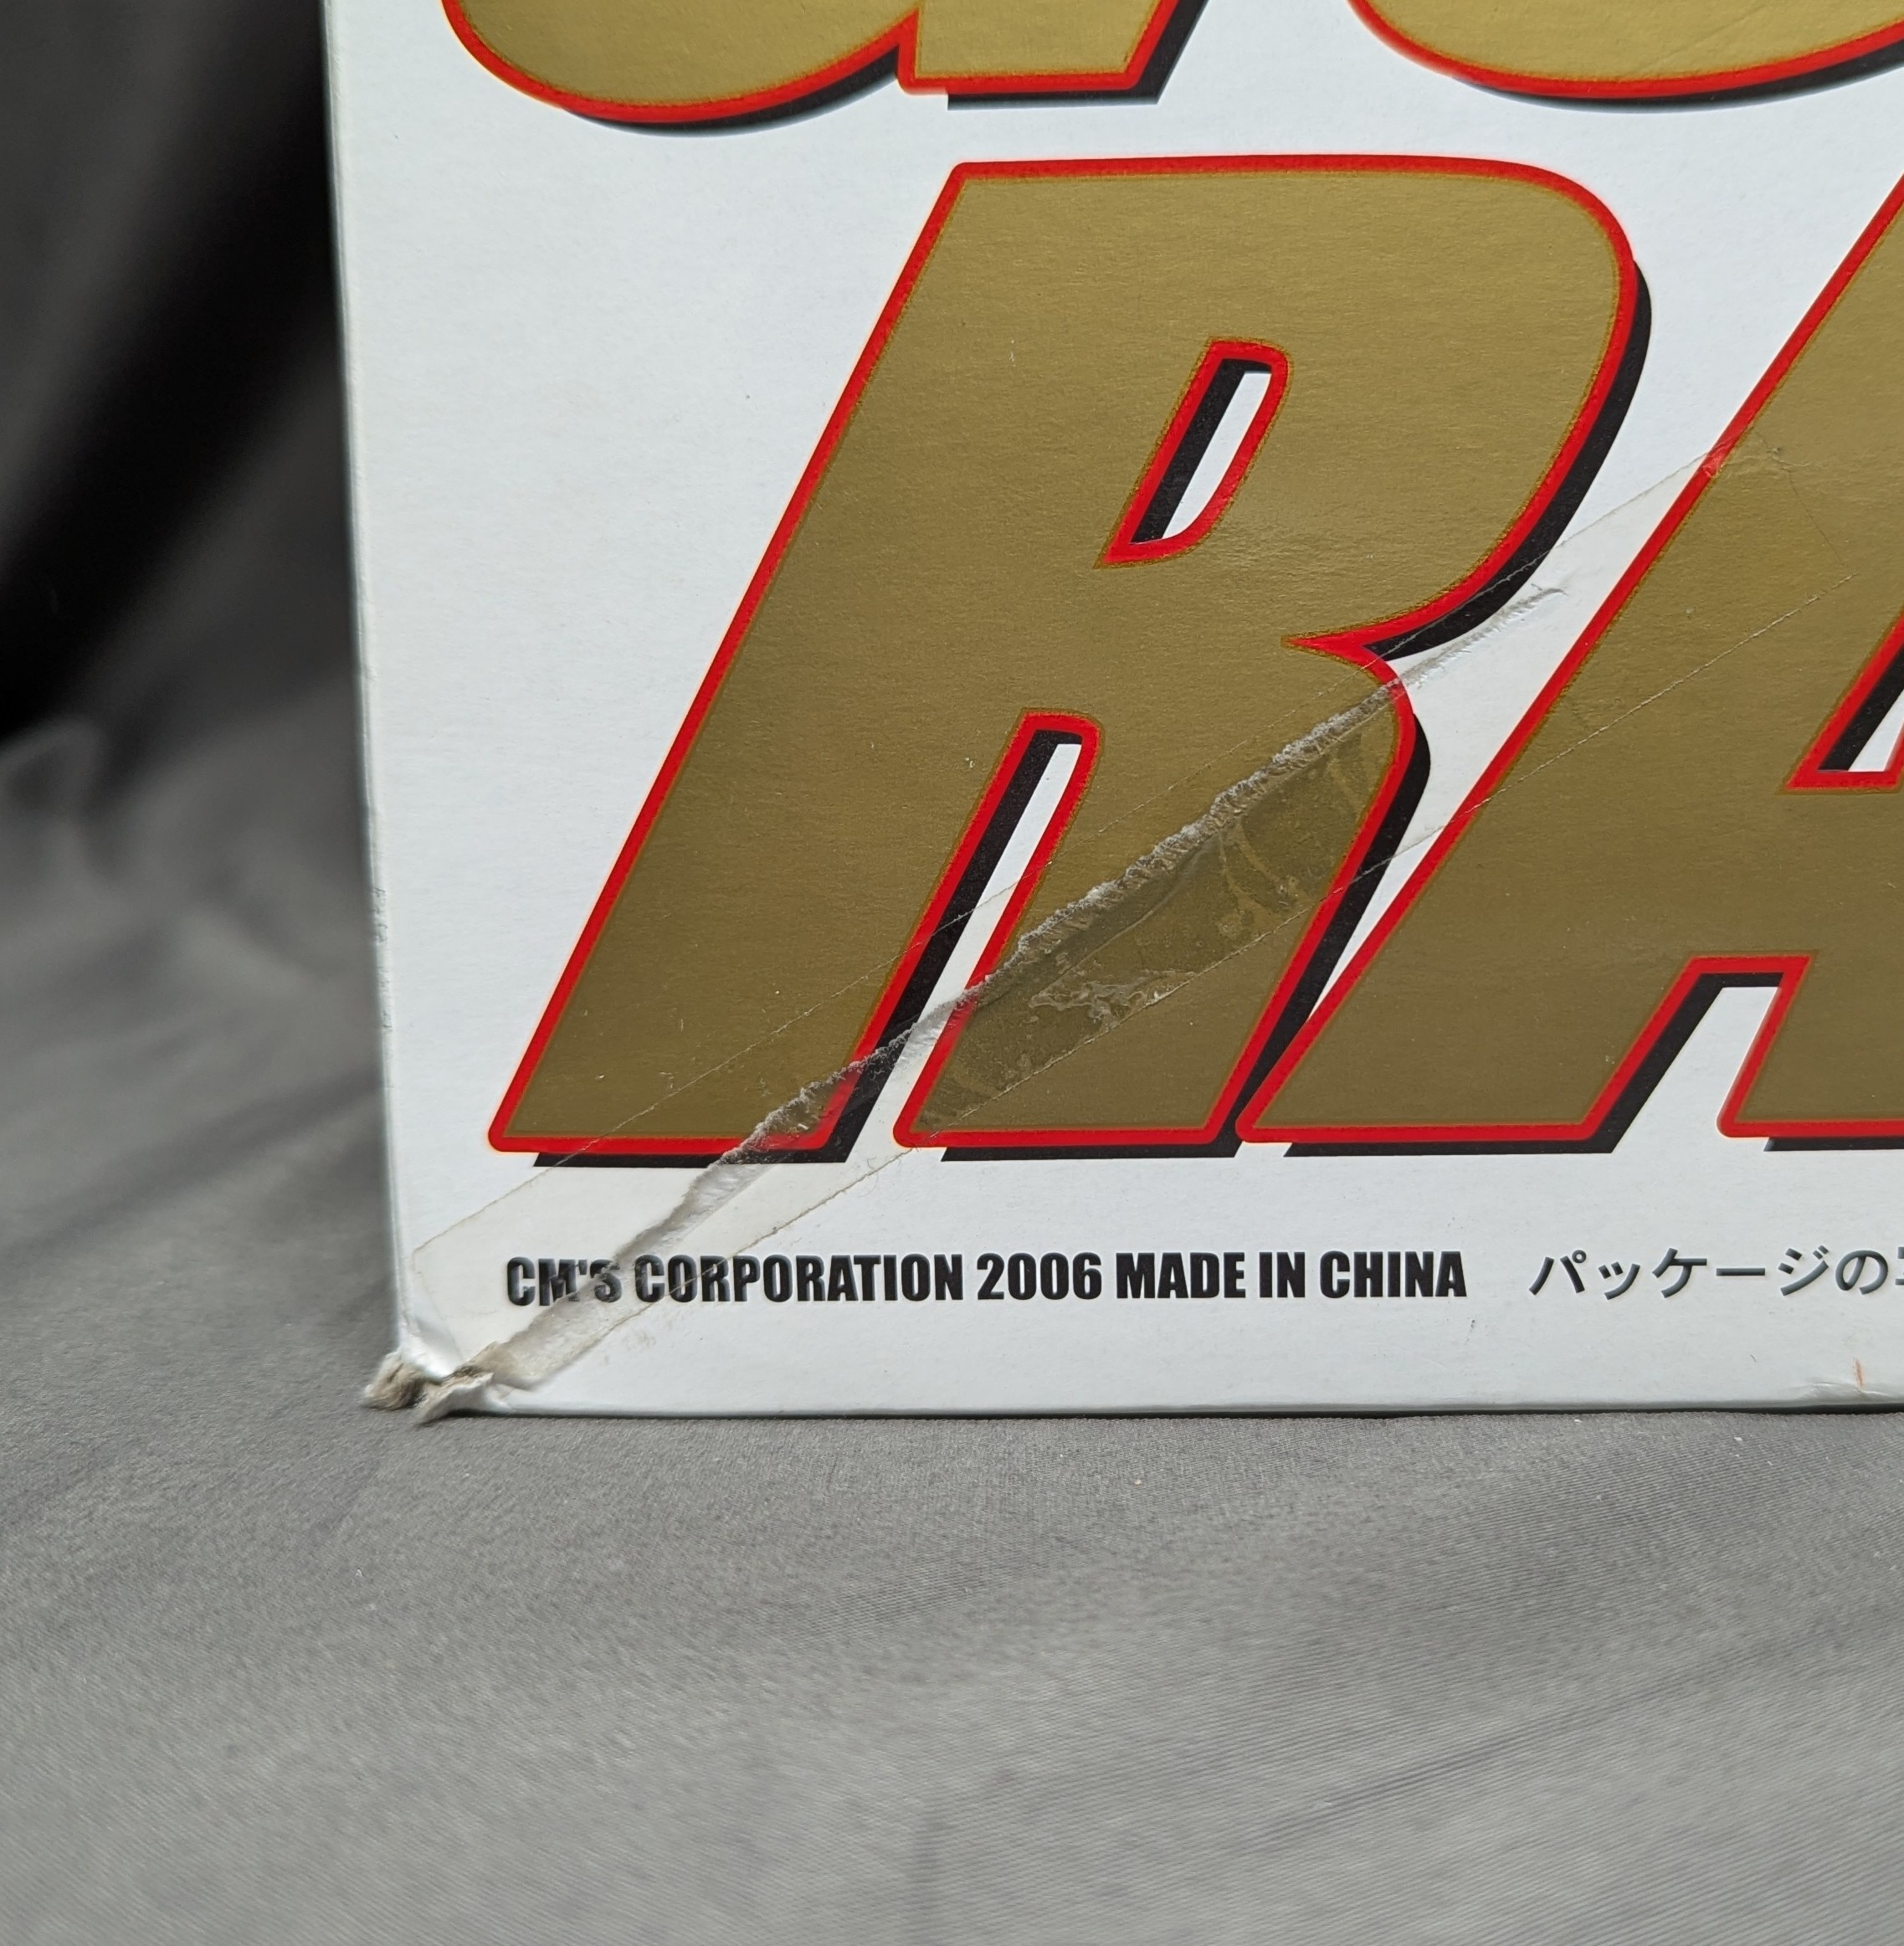 RA
CM'S CORPORATION 2006 MADE IN CHINA パッケージの